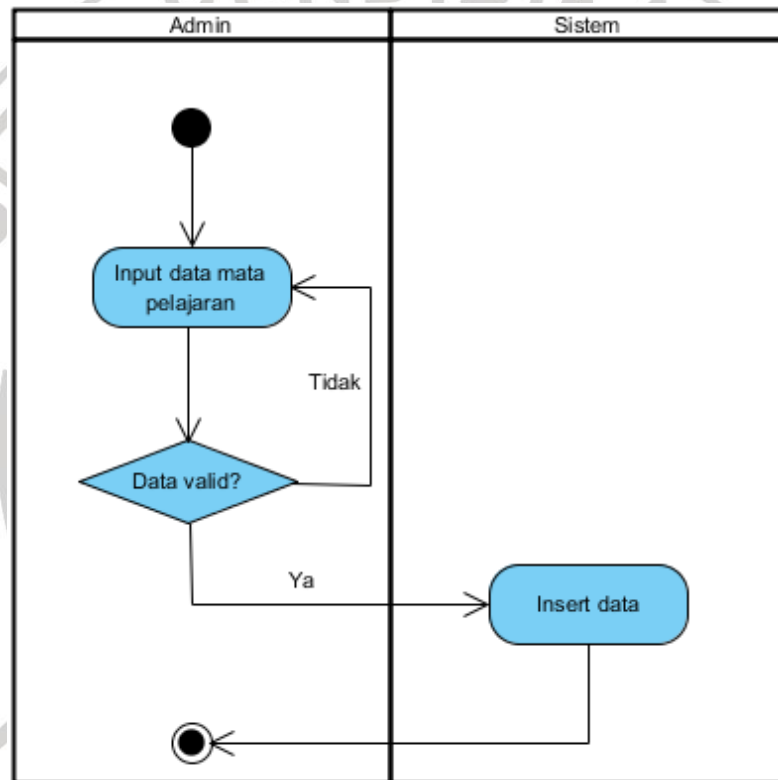 Admin
Sistem
Input data mata
pelajaran
Tidak
Data valid?
Ya
Insert data